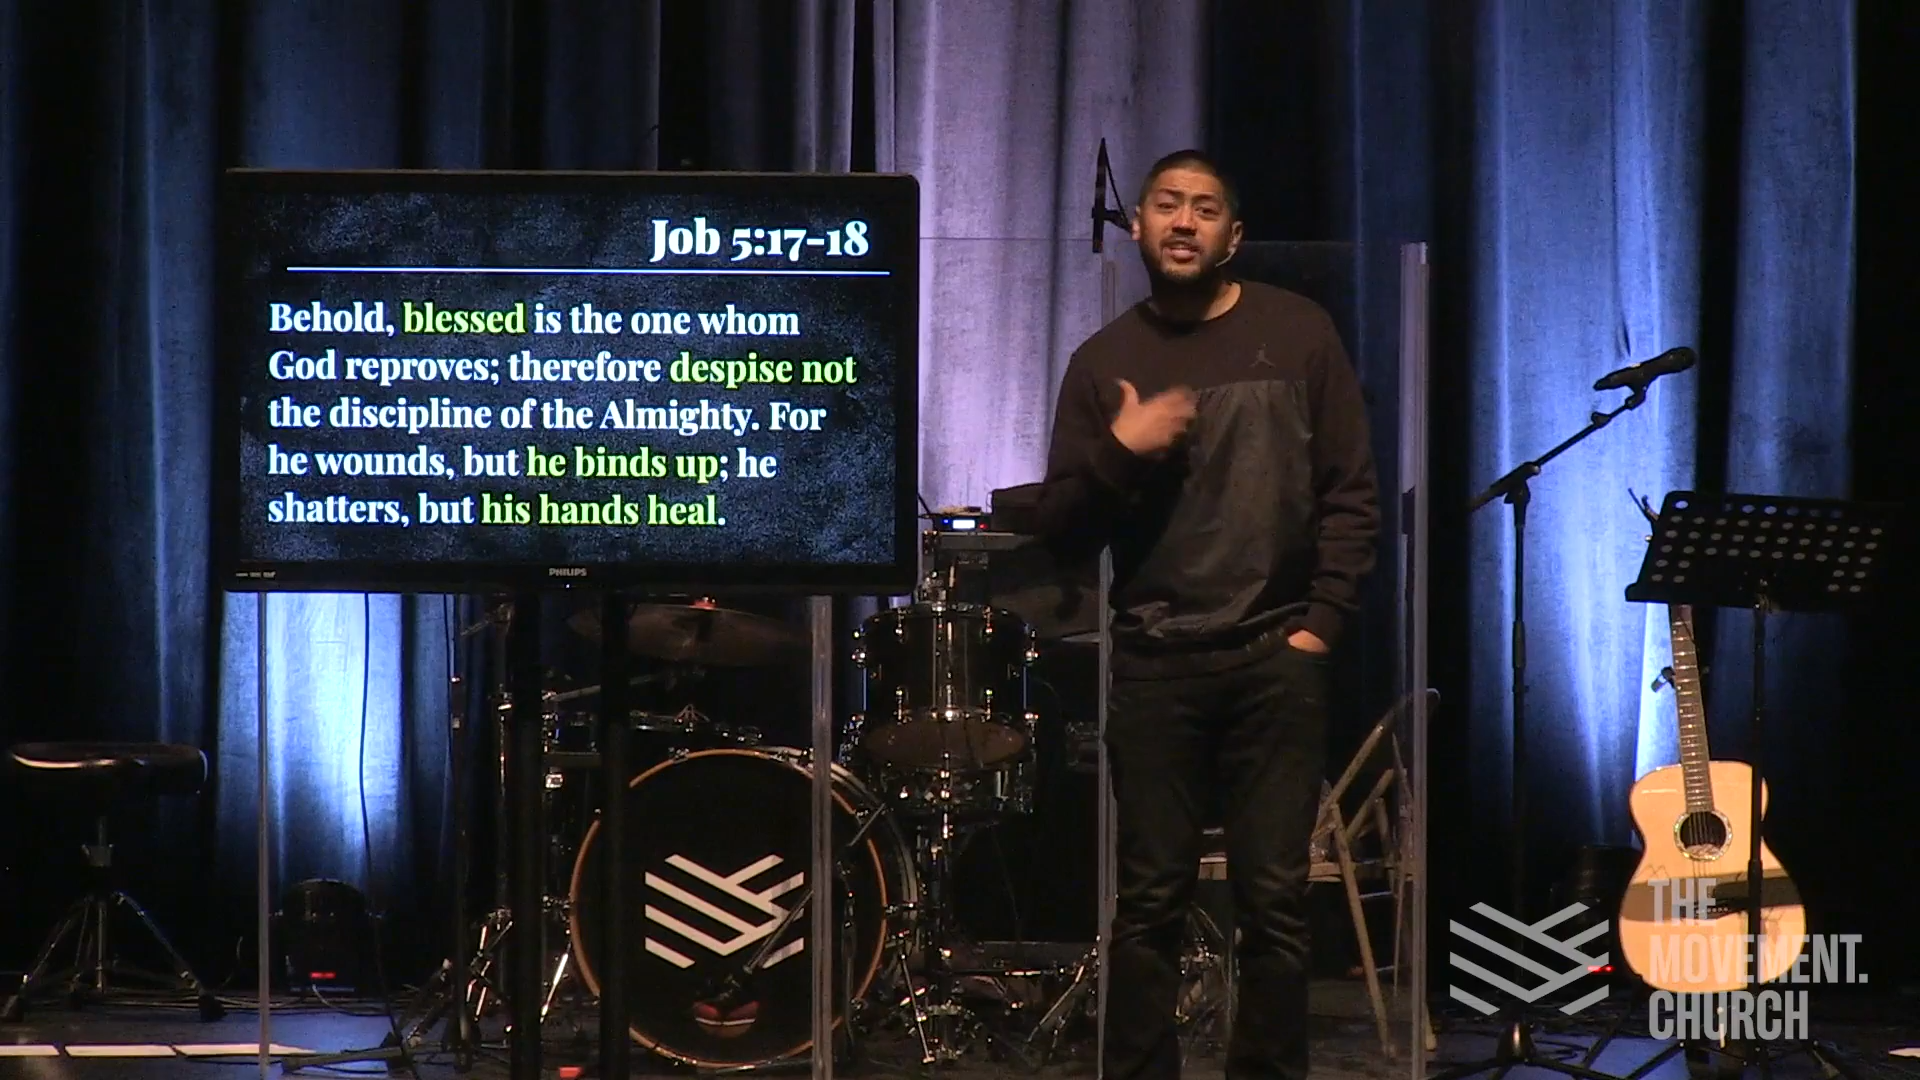 Job 5:17-18
Behold, blessed is the one whom
God reproves; therefore despise not
the discipline of the Almighty. For
he wounds, but he binds up; he
shatters, but his hands heal.
PHILIPS
THE
MOVEMENT.
CHURCH